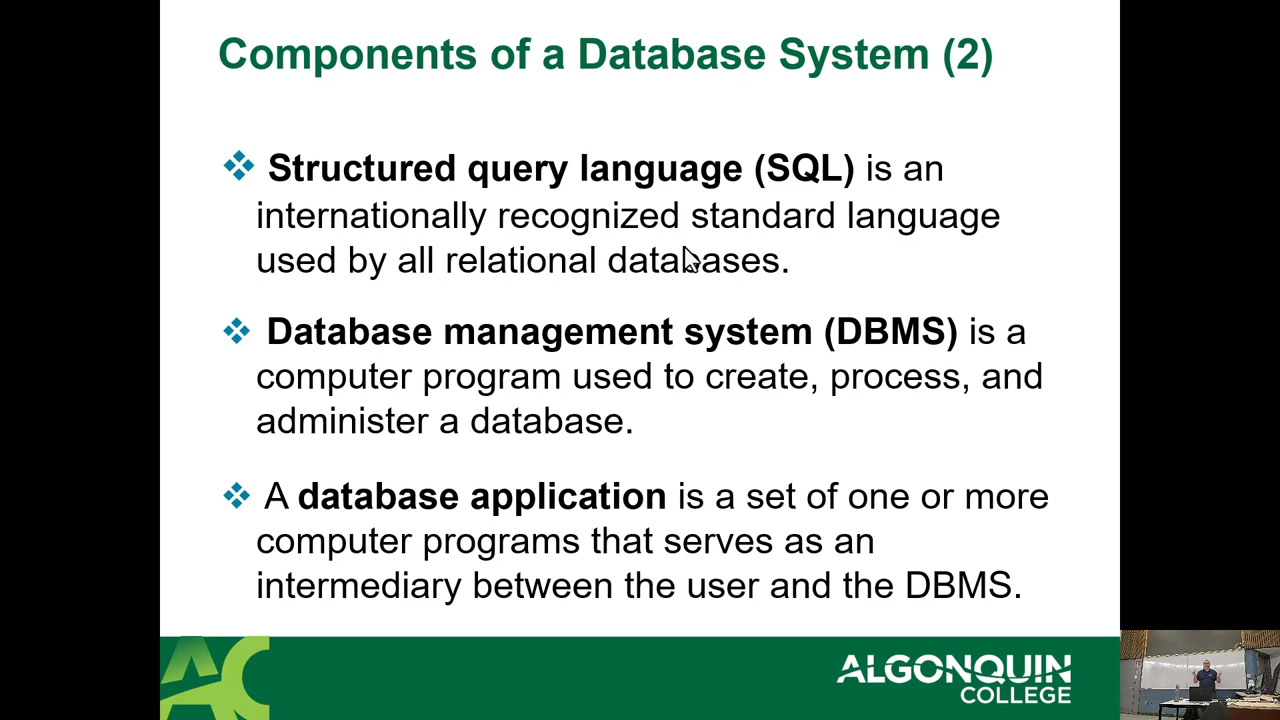 Components of a Database System (2)
❖ Structured query language (SQL) is an
internationally recognized standard language
used by all relational databases.
❖ Database management system (DBMS) is a
computer program used to create, process, and
administer a database.
❖ A database application is a set of one or more
computer programs that serves as an
intermediary between the user and the DBMS.
AC
ALGONQUIN
COLLEGE